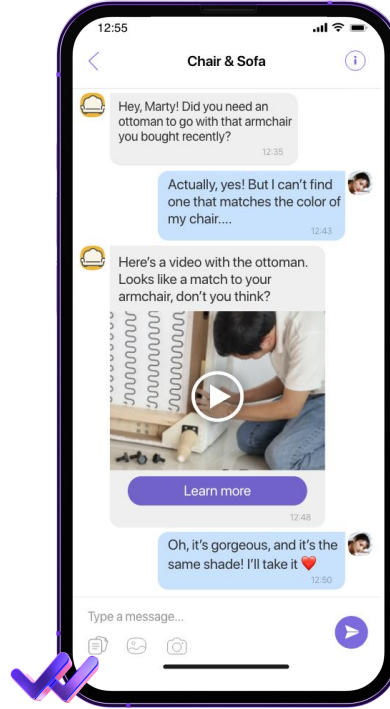 12:55
Chair & Sofa
Hey, Marty! Did you need an
ottoman to go with that armchair
you bought recently?
12:35
Actually, yes! But I can't find
one that matches the color of
my chair....
12:43
Here's a video with the ottoman.
Looks like a match to your
armchair, don't you think?
Learn more
12:48
Oh, it's gorgeous, and it's the
same shade! I'll take it ❤️
12:50
Type a message...